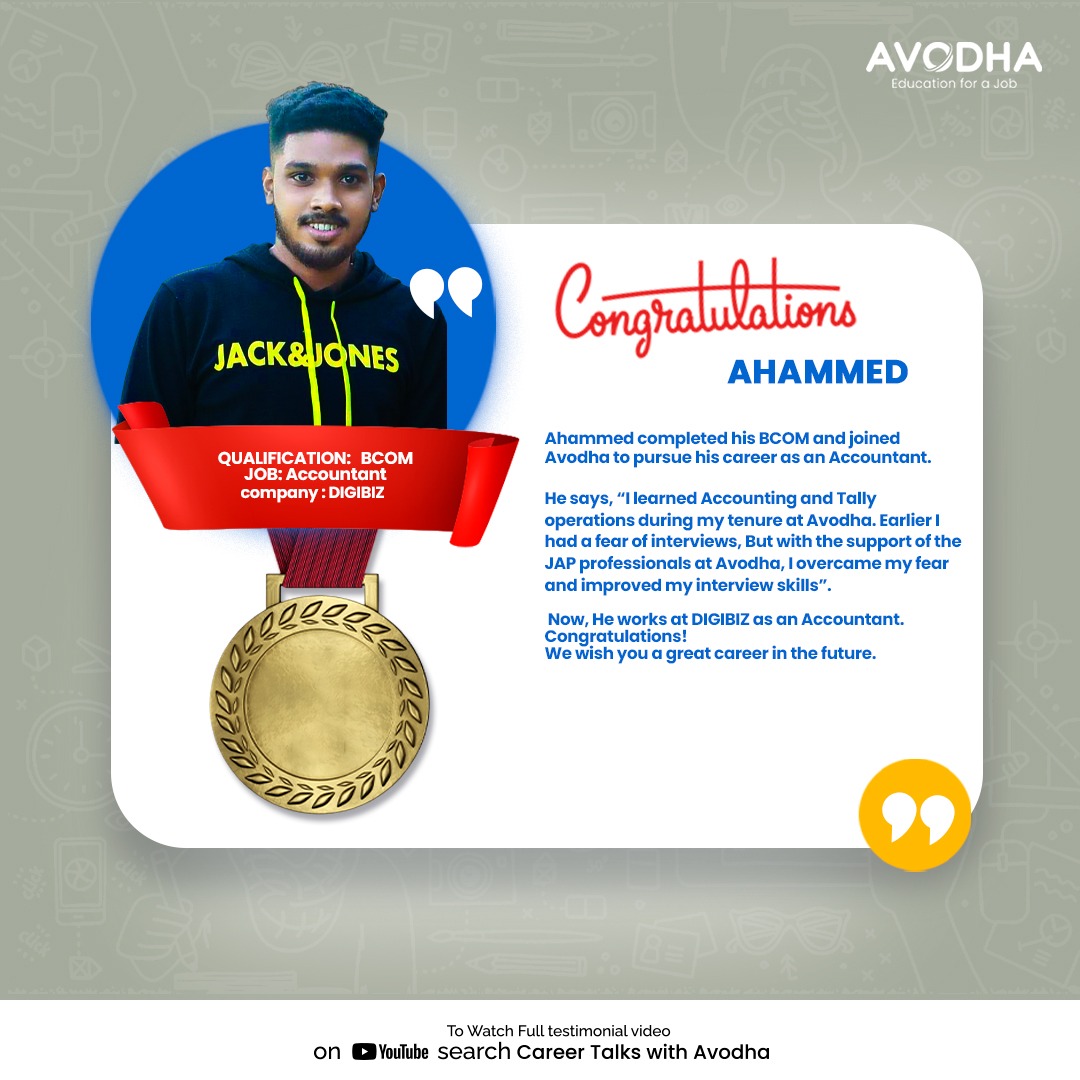 AVODHA
Education for a Job
JACK&JONES
QUALIFICATION: BCOM
JOB: Accountant
company : DIGIBIZ
Congratulations
AHAMMED
Ahammed completed his BCOM and joined
Avodha to pursue his career as an Accountant.
He says, “I learned Accounting and Tally
operations during my tenure at Avodha. Earlier I
had a fear of interviews, But with the support of the
JAP professionals at Avodha, I overcame my fear
and improved my interview skills”.
Now, He works at DIGIBIZ as an Accountant.
Congratulations!
We wish you a great career in the future.
To Watch Full testimonial video
on YouTube search Career Talks with Avodha